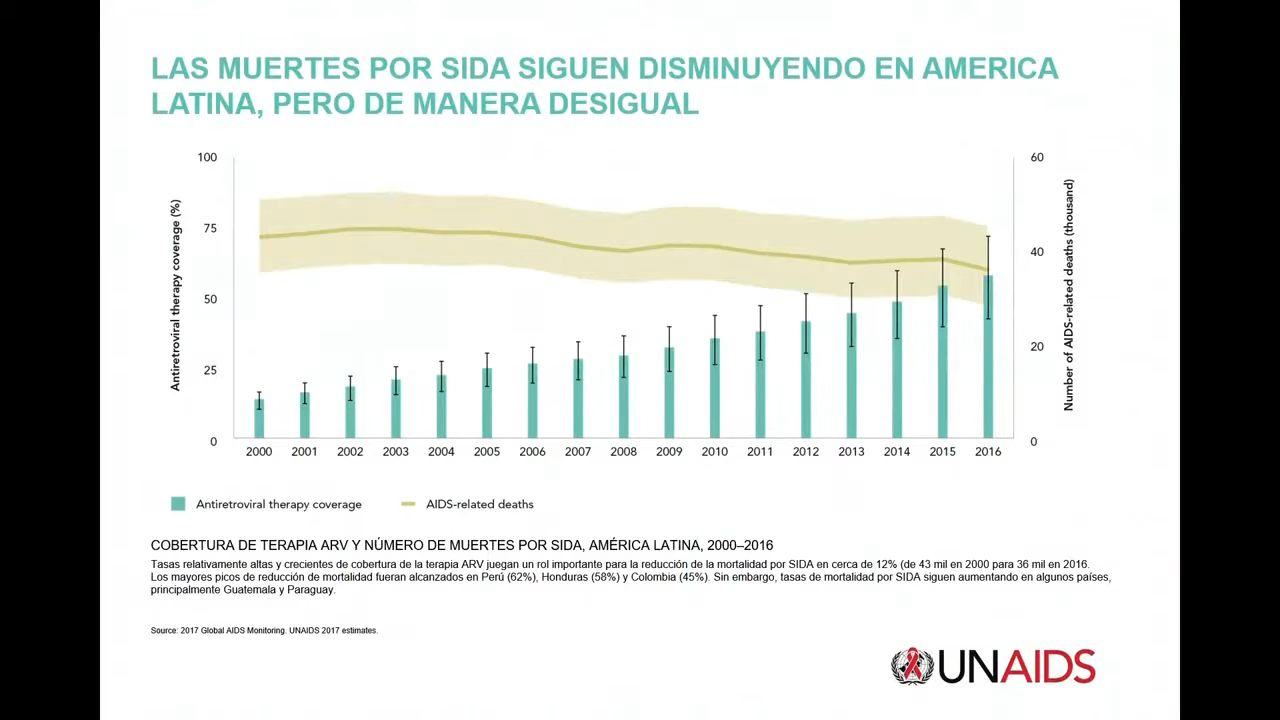 LAS MUERTES POR SIDA SIGUEN DISMINUYENDO EN AMERICA
LATINA, PERO DE MANERA DESIGUAL
100
75
50
25
0
Antiretroviral therapy coverage (%)
60
40
20
0
Number of AIDS-related deaths (thousand)
2000 2001 2002 2003 2004 2005 2006 2007 2008 2009 2010 2011 2012 2013 2014 2015 2016
Antiretroviral therapy coverage AIDS-related deaths
COBERTURA DE TERAPIA ARV Y NÚMERO DE MUERTES POR SIDA, AMÉRICA LATINA, 2000–2016
Tasas relativamente altas y crecientes de cobertura de la terapia ARV juegan un rol importante para la reducción de la mortalidad por SIDA en cerca de 12% (de 43 mil en 2000 para 36 mil en 2016.
Los mayores picos de reducción de mortalidad fueran alcanzados en Perú (62%), Honduras (58%) y Colombia (45%). Sin embargo, tasas de mortalidad por SIDA siguen aumentando en algunos países,
principalmente Guatemala y Paraguay.
Source: 2017 Global AIDS Monitoring. UNAIDS 2017 estimates.
UNAIDS